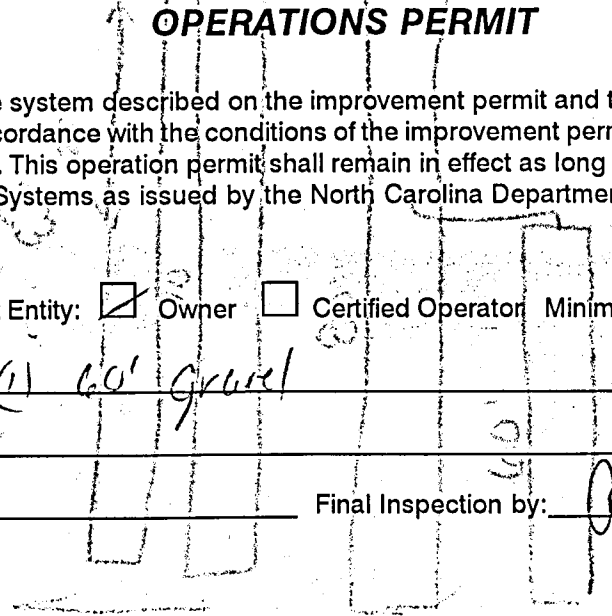 OPERATIONS PERMIT
e system described on the improvement permit and t
cordance with the conditions of the improvement perm
. This operation permit shall remain in effect as long
Systems as issued by the North Carolina Departmen
t Entity: Owner Certified Operator Minim
(1) 60' Gravel
Final Inspection by: